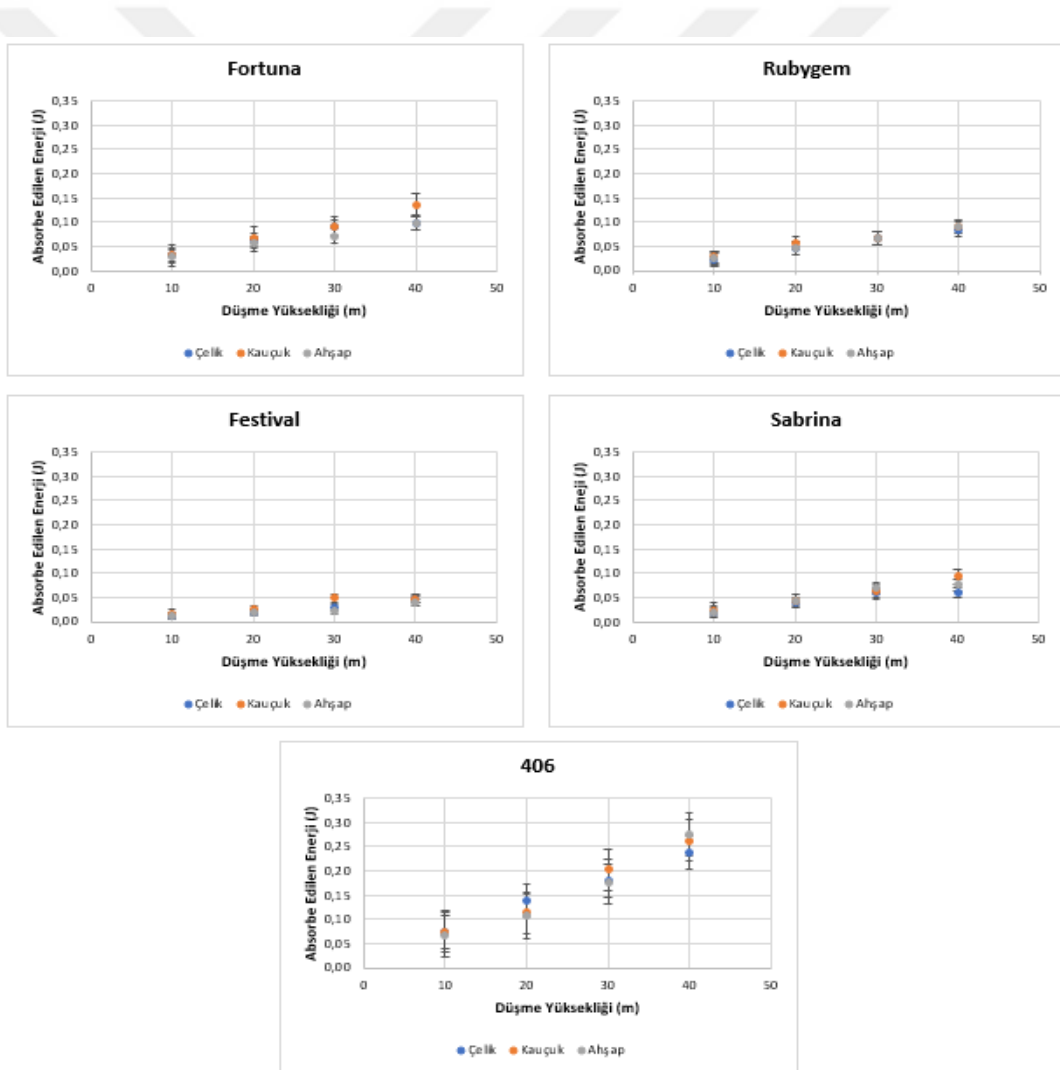 Fortuna
Absorbe Edilen Enerji (J)
0,35
0,30
0,25
0,20
0,15
0,10
0,05
0,00
0 10 20 30 40 50
Düşme Yüksekliği (m)
Çelik Kauçuk Ahşap
Rubygem
Absorbe Edilen Enerji (J)
0,35
0,30
0,25
0,20
0,15
0,10
0,05
0,00
0 10 20 30 40 50
Düşme Yüksekliği (m)
Çelik Kauçuk Ahşap
Festival
Absorbe Edilen Enerji (J)
0,35
0,30
0,25
0,20
0,15
0,10
0,05
0,00
0 10 20 30 40 50
Düşme Yüksekliği (m)
Çelik Kauçuk Ahşap
Sabrina
Absorbe Edilen Eneji (J)
0,35
0,30
0,25
0,20
0,15
0,10
0,05
0,00
0 10 20 30 40 50
Düşme Yüksekliği (m)
Çelik Kauçuk Ahşap
406
Absorbe Edilen Enerji (J)
0,35
0,30
0,25
0,20
0,15
0,10
0,05
0,00
0 10 20 30 40 50
Düşme Yüksekliği (m)
Çelik Kauçuk Ahşap